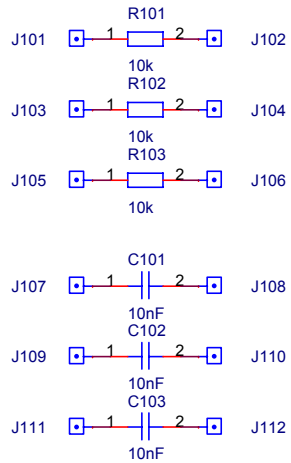 R101
J101 1 2 J102
10k
R102
J103 1 2 J104
10k
R103
J105 1 2 J106
10k
C101
J107 1 2 J108
10nF
C102
J109 1 2 J110
10nF
C103
J111 1 2 J112
10nF